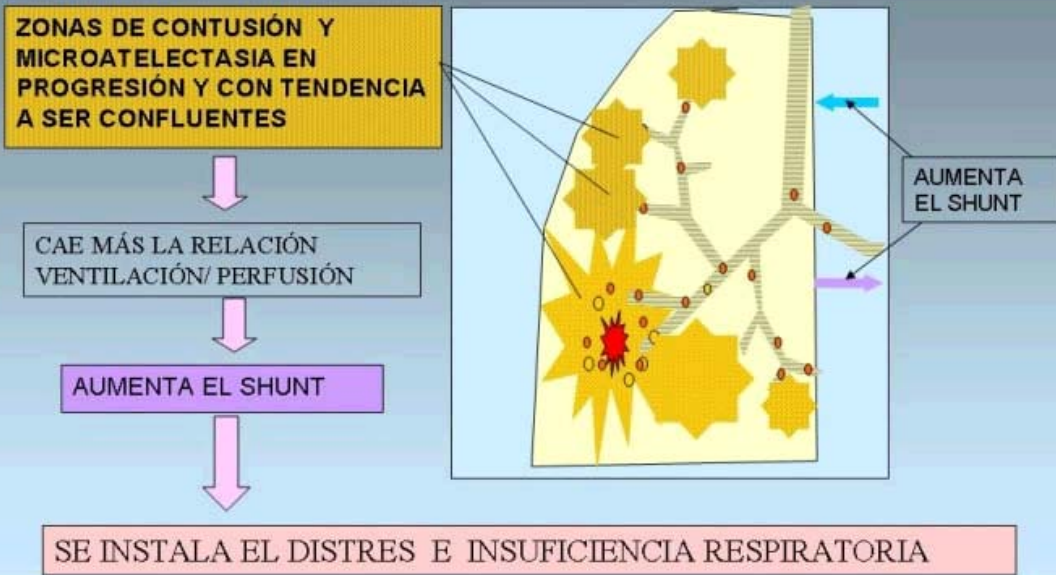 ZONAS DE CONTUSIÓN Y
MICROATELECTASIA EN
PROGRESIÓN Y CON TENDENCIA
A SER CONFLUENTES
CAE MÁS LA RELACIÓN
VENTILACIÓN/ PERFUSIÓN
AUMENTA EL SHUNT
SE INSTALA EL DISTRES E INSUFICIENCIA RESPIRATORIA
AUMENTA
EL SHUNT